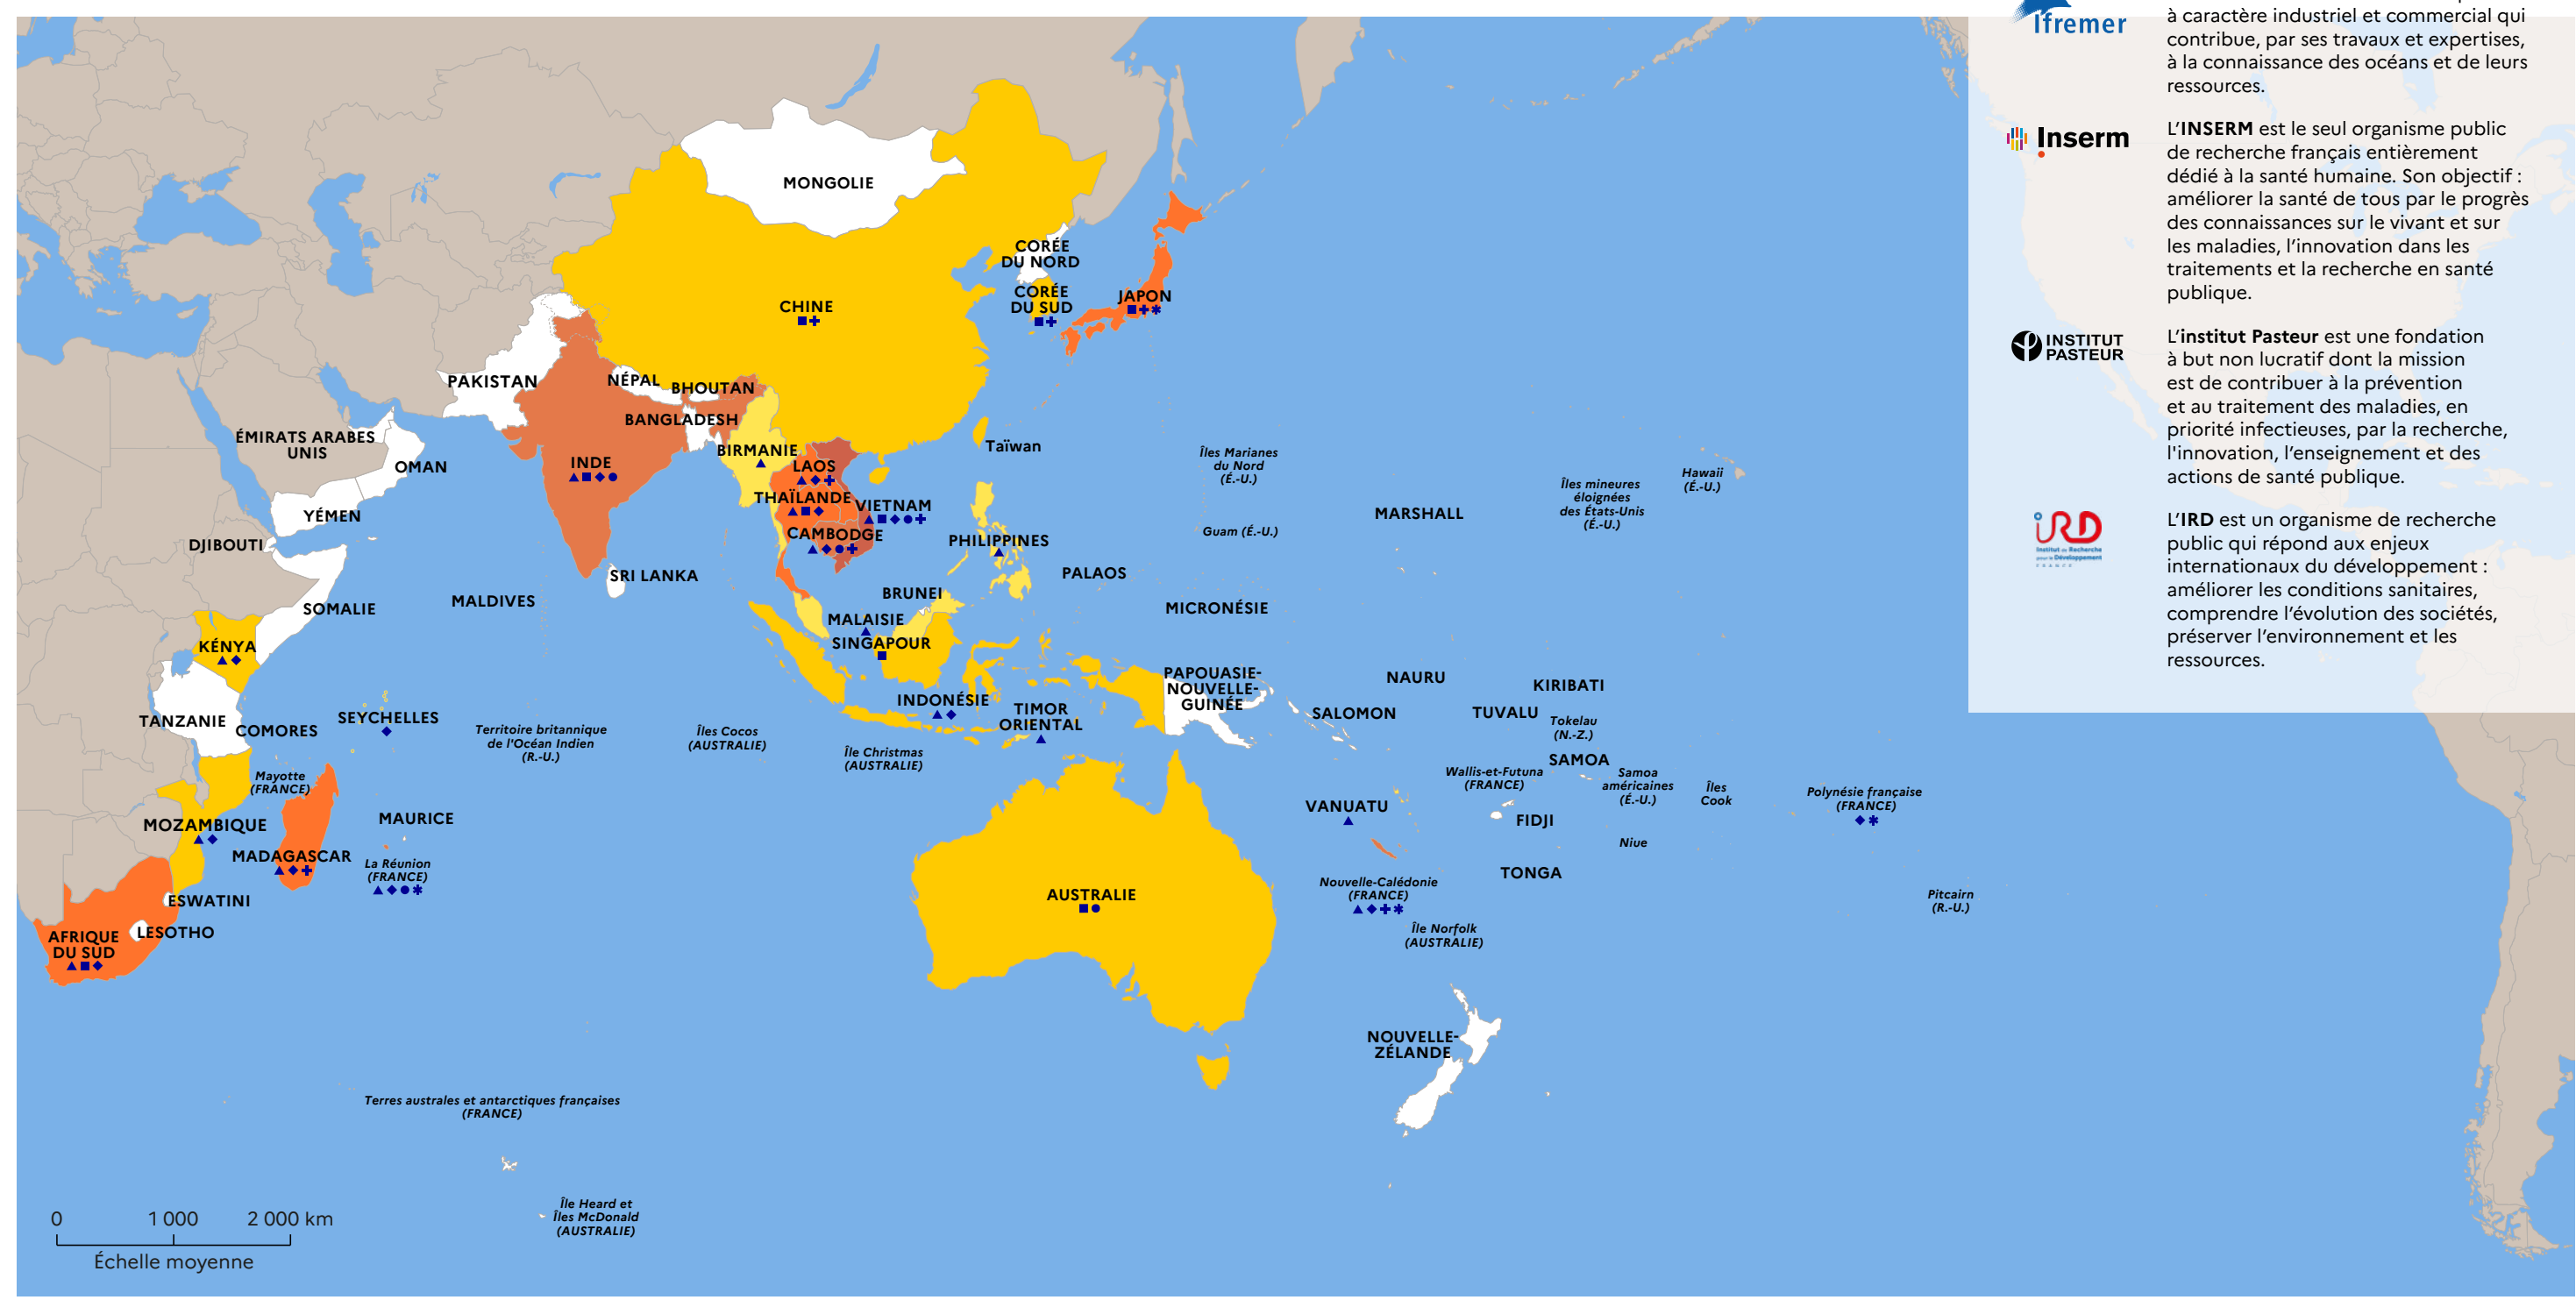 MONGOLIE
CORÉE
DU NORD
CORÉE
DU SUD
JAPON
CHINE
PAKISTAN
NÉPAL
BHOUTAN
BANGLADESH
ÉMIRATS ARABES
UNIS
OMAN
BIRMANIE
Taïwan
INDE
LAOS
THAÏLANDE
VIETNAM
YÉMEN
CAMBODGE
DJIBOUTI
PHILIPPINES
SRI LANKA
PALAOS
Îles Marianes
du Nord
(É.-U.)
Guam (É.-U.)
MARSHALL
Îles mineures
éloignées
des États-Unis
(É.-U.)
Hawaii
(É.-U.)
SOMALIE
MALDIVES
BRUNEI
MICRONÉSIE
MALAISIE
SINGAPOUR
KÉNYA
PAPOUASIE-
NOUVELLE-
GUINÉE
NAURU
KIRIBATI
INDONÉSIE
TIMOR
ORIENTAL
SALOMON
TUVALU
Tokelau
(N.-Z.)
TANZANIE
COMORES
SEYCHELLES
Territoire britannique
de l'Océan Indien
(R.-U.)
Îles Cocos
(AUSTRALIE)
Île Christmas
(AUSTRALIE)
SAMOA
Wallis-et-Futuna
(FRANCE)
Samoa
américaines
(É.-U.)
Îles
Cook
Polynésie française
(FRANCE)
Mayotte
(FRANCE)
MAURICE
MOZAMBIQUE
MADAGASCAR
La Réunion
(FRANCE)
VANUATU
FIDJI
Niue
TONGA
Nouvelle-Calédonie
(FRANCE)
Île Norfolk
(AUSTRALIE)
Pitcairn
(R.-U.)
AUSTRALIE
ESWATINI
LESOTHO
AFRIQUE
DU SUD
NOUVELLE-
ZÉLANDE
Terres australes et antarctiques françaises
(FRANCE)
Île Heard et
Îles McDonald
(AUSTRALIE)
0 1 000 2 000 km
Échelle moyenne
Ifremer
à caractère industriel et commercial qui
contribue, par ses travaux et expertises,
à la connaissance des océans et de leurs
ressources.
Inserm
L'INSERM est le seul organisme public
de recherche français entièrement
dédié à la santé humaine. Son objectif :
améliorer la santé de tous par le progrès
des connaissances sur le vivant et sur
les maladies, l'innovation dans les
traitements et la recherche en santé
publique.
INSTITUT
PASTEUR
L'institut Pasteur est une fondation
à but non lucratif dont la mission
est de contribuer à la prévention
et au traitement des maladies, en
priorité infectieuses, par la recherche,
l'innovation, l'enseignement et des
actions de santé publique.
IRD
Institut de Recherche
pour le Développement
FRANCE
L'IRD est un organisme de recherche
public qui répond aux enjeux
internationaux du développement :
améliorer les conditions sanitaires,
comprendre l'évolution des sociétés,
préserver l'environnement et les
ressources.